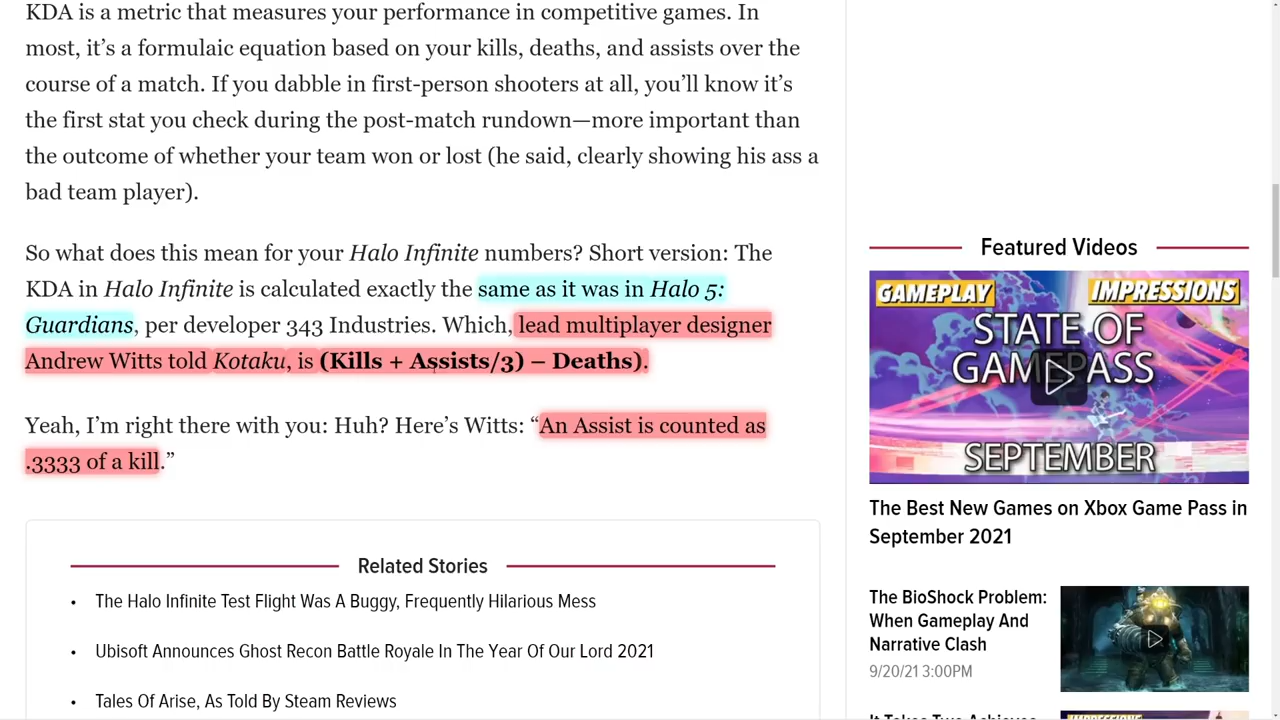 KDA is a metric that measures your performance in competitive games. In
most, it’s a formulaic equation based on your kills, deaths, and assists over the
course of a match. If you dabble in first-person shooters at all, you’ll know it’s
the first stat you check during the post-match rundown—more important than
the outcome of whether your team won or lost (he said, clearly showing his ass a
bad team player).
So what does this mean for your Halo Infinite numbers? Short version: The
KDA in Halo Infinite is calculated exactly the same as it was in Halo 5:
Guardians, per developer 343 Industries. Which, lead multiplayer designer
Andrew Witts told Kotaku, is (Kills + Assists/3) – Deaths).
Yeah, I’m right there with you: Huh? Here’s Witts: “An Assist is counted as
.3333 of a kill.”
Related Stories
• The Halo Infinite Test Flight Was A Buggy, Frequently Hilarious Mess
• Ubisoft Announces Ghost Recon Battle Royale In The Year Of Our Lord 2021
• Tales Of Arise, As Told By Steam Reviews
Featured Videos
GAMEPLAY IMPRESSIONS
STATE OF
GAMEPASS
SEPTEMBER
The Best New Games on Xbox Game Pass in
September 2021
The BioShock Problem:
When Gameplay And
Narrative Clash
9/20/21 3:00PM
It Takes Two Achieves